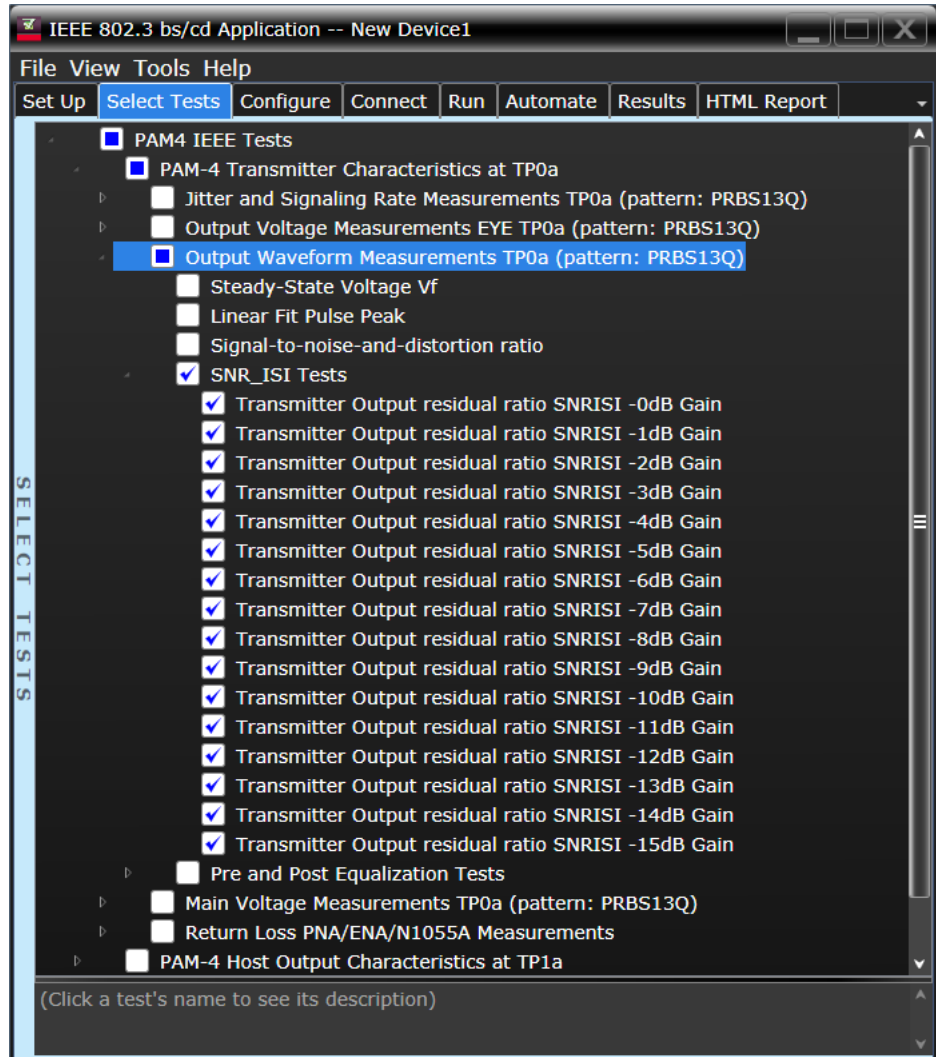 IEEE 802.3 bs/cd Application -- New Device1
File View Tools Help
Set Up Select Tests Configure Connect Run Automate Results HTML Report
SELECT TESTS
PAM4 IEEE Tests
PAM-4 Transmitter Characteristics at TP0a
Jitter and Signaling Rate Measurements TP0a (pattern: PRBS13Q)
Output Voltage Measurements EYE TP0a (pattern: PRBS13Q)
Output Waveform Measurements TP0a (pattern: PRBS13Q)
Steady-State Voltage Vf
Linear Fit Pulse Peak
Signal-to-noise-and-distortion ratio
SNR_ISI Tests
Transmitter Output residual ratio SNRISI -0dB Gain
Transmitter Output residual ratio SNRISI -1dB Gain
Transmitter Output residual ratio SNRISI -2dB Gain
Transmitter Output residual ratio SNRISI -3dB Gain
Transmitter Output residual ratio SNRISI -4dB Gain
Transmitter Output residual ratio SNRISI -5dB Gain
Transmitter Output residual ratio SNRISI -6dB Gain
Transmitter Output residual ratio SNRISI -7dB Gain
Transmitter Output residual ratio SNRISI -8dB Gain
Transmitter Output residual ratio SNRISI -9dB Gain
Transmitter Output residual ratio SNRISI -10dB Gain
Transmitter Output residual ratio SNRISI -11dB Gain
Transmitter Output residual ratio SNRISI -12dB Gain
Transmitter Output residual ratio SNRISI -13dB Gain
Transmitter Output residual ratio SNRISI -14dB Gain
Transmitter Output residual ratio SNRISI -15dB Gain
Pre and Post Equalization Tests
Main Voltage Measurements TP0a (pattern: PRBS13Q)
Return Loss PNA/ENA/N1055A Measurements
PAM-4 Host Output Characteristics at TP1a
(Click a test's name to see its description)